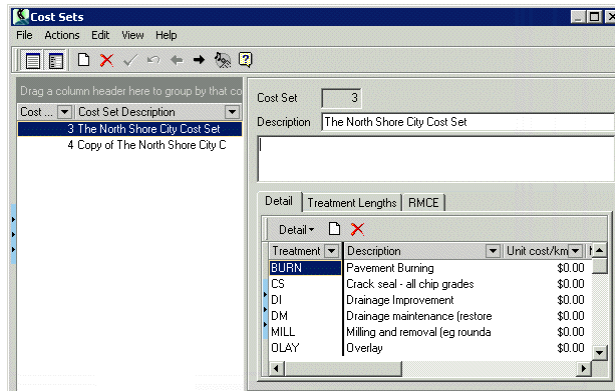 Cost Sets
File Actions Edit View Help
Drag a column header here to group by that co
Cost ... Cost Set Description
3 The North Shore City Cost Set
4 Copy of The North Shore City C
Cost Set 3
Description The North Shore City Cost Set
Detail Treatment Lengths RMCE
Detail
Treatment Description Unit cost/km
BURN Pavement Burning $0.00
CS Crack seal - all chip grades $0.00
DI Drainage Improvement $0.00
DM Drainage maintenance (restore $0.00
MILL Milling and removal (eg rounda $0.00
OLAY Overlay $0.00